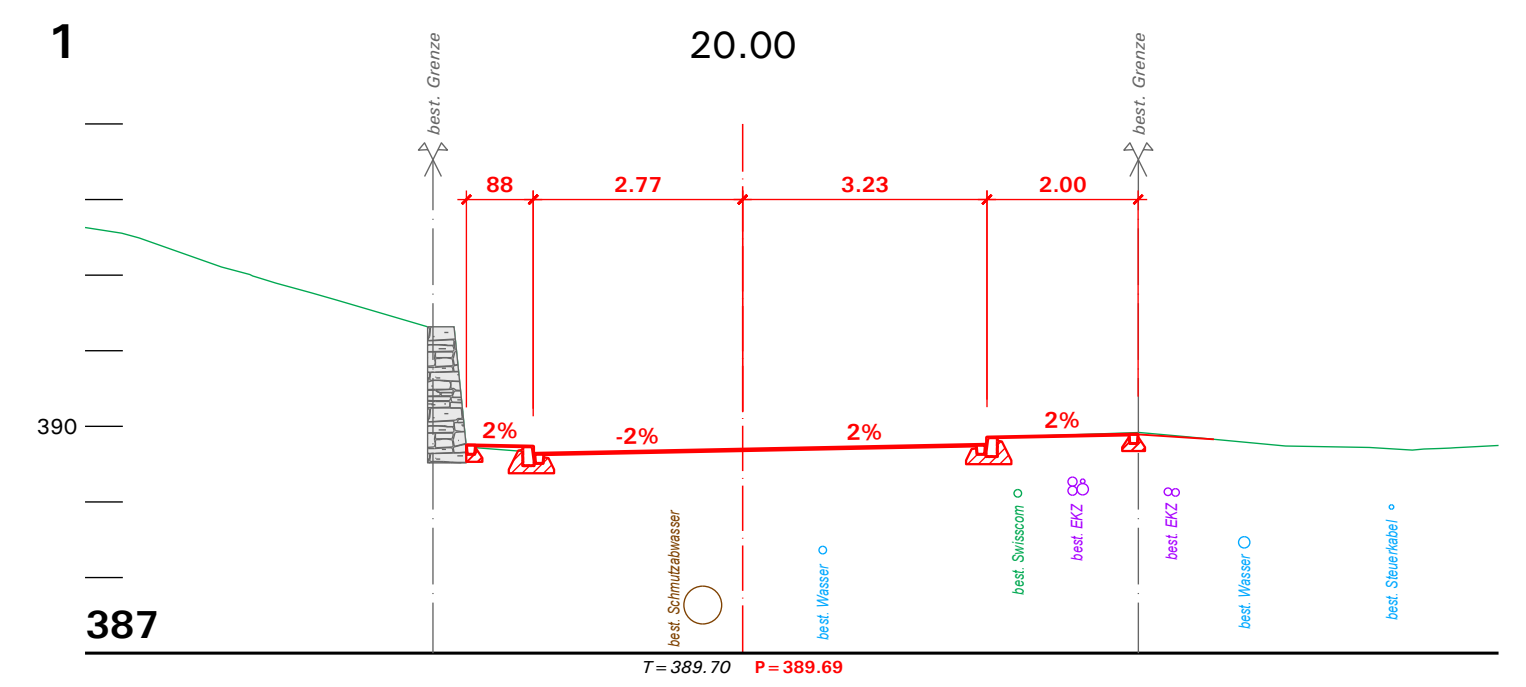 1
20.00
best. Grenze
best. Grenze
88
2.77
3.23
2.00
390
2%
-2%
2%
2%
best. Schmutzabwasser
best. Wasser
best. Swisscom
best. EKZ
best. EKZ
best. Wasser
best. Steuerkabel
387
T=389.70
P=389.69